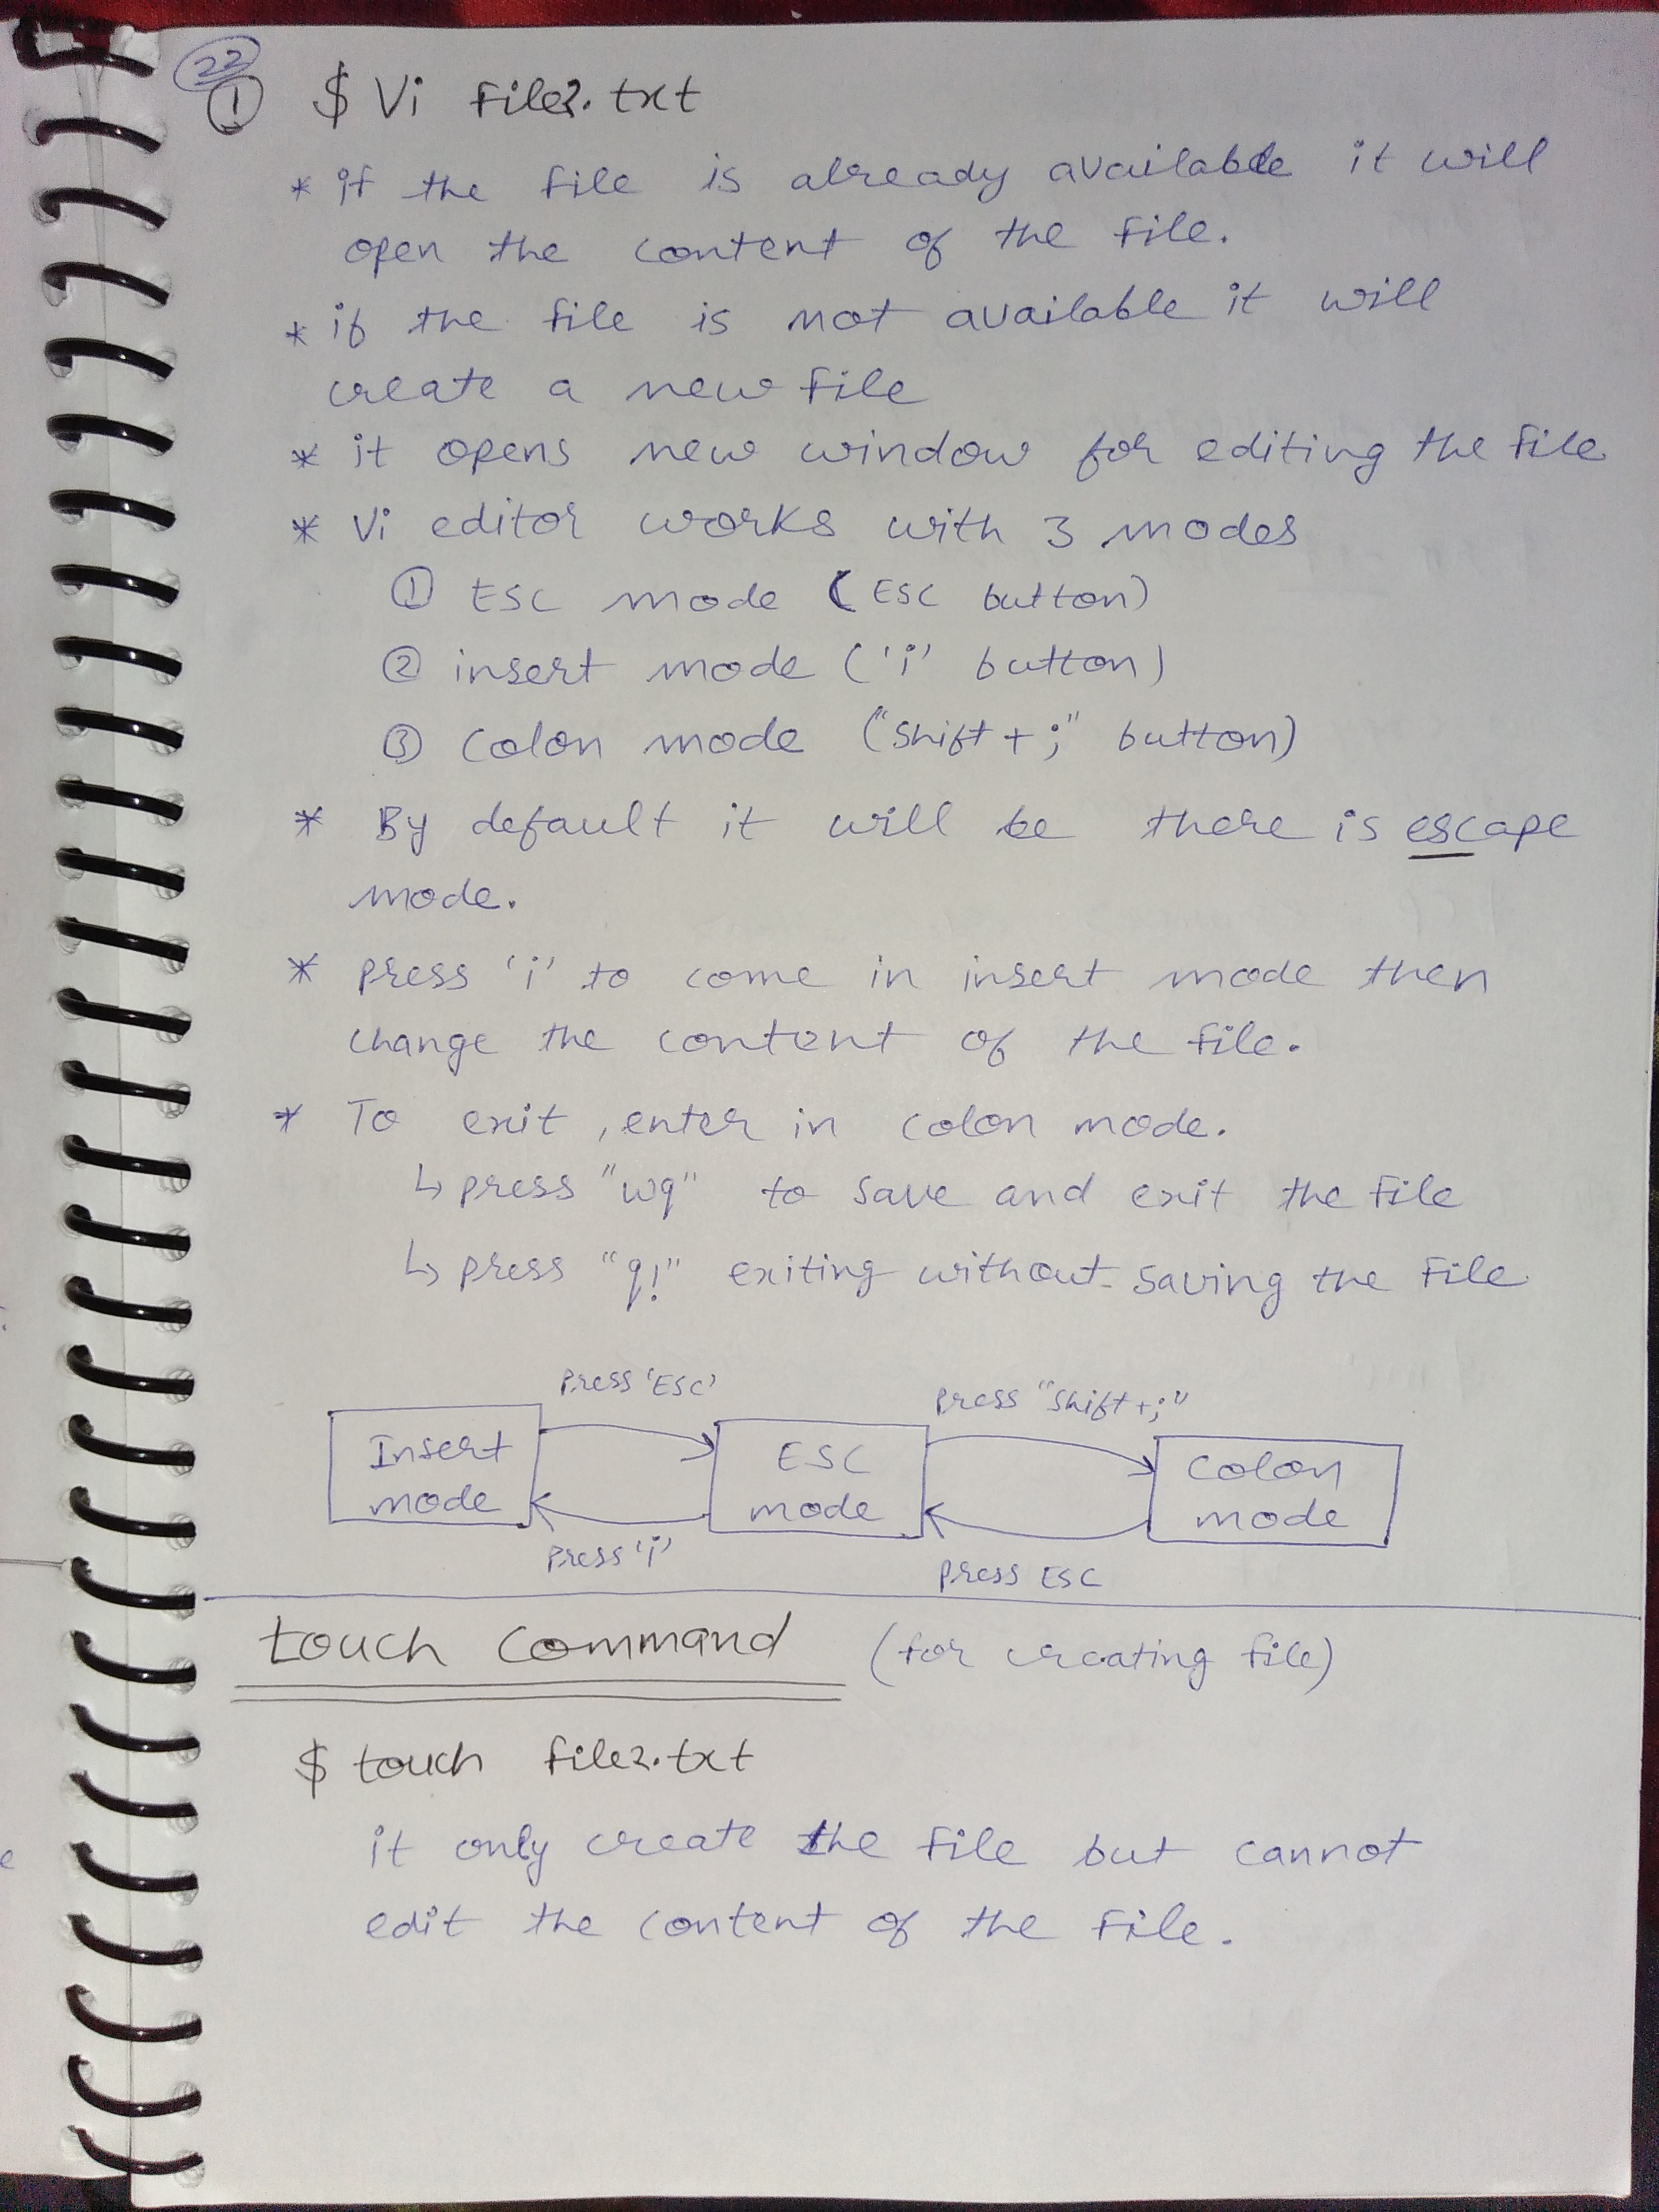 22
① $ Vi file2.txt
* if the file is already available it will
open the content of the file.
* if the file is not available it will
create a new file
* it opens new window for editing the file
* Vi editor works with 3 modes
① ESC mode (ESC button)
② insert mode ('i' button)
③ Colon mode ("Shift+;" button)
* By default it will be there is escape
mode.
* press 'i' to come in insert mode then
change the content of the file.
* To exit, enter in colon mode.
↳ press "wq" to save and exit the file
↳ press "q!" exiting without saving the file
press 'ESC'
press "Shift+;"
Insert
mode
ESC
mode
Colon
mode
press 'i'
press ESC
touch Command (for creating file)
$ touch file2.txt
it only create the file but cannot
edit the content of the file.
e